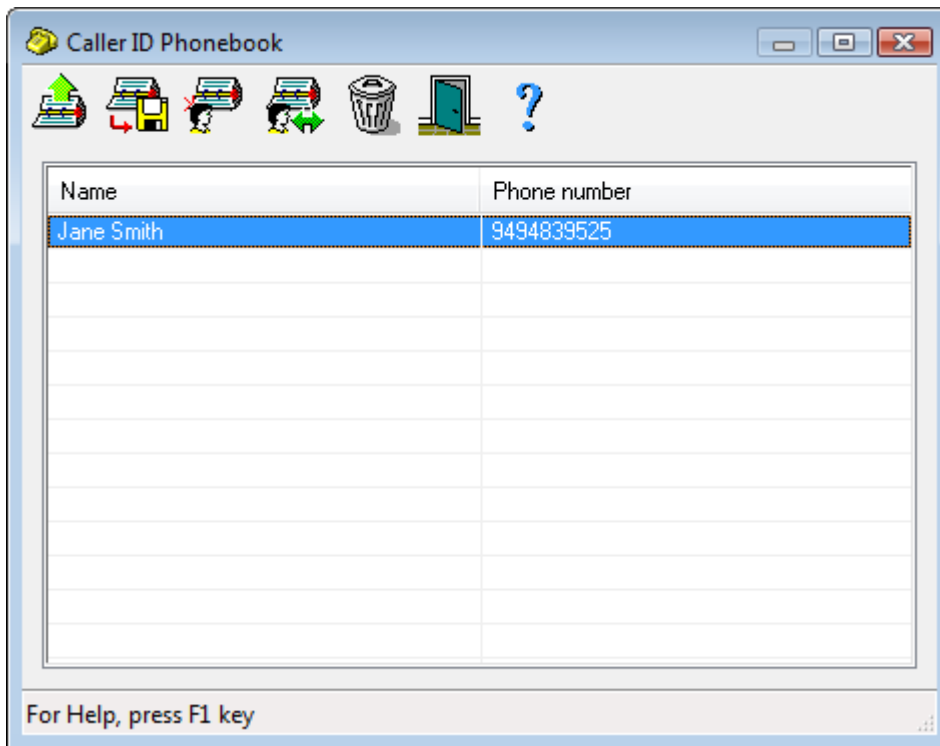 Caller ID Phonebook
Name Phone number
Jane Smith 9494839525
For Help, press F1 key